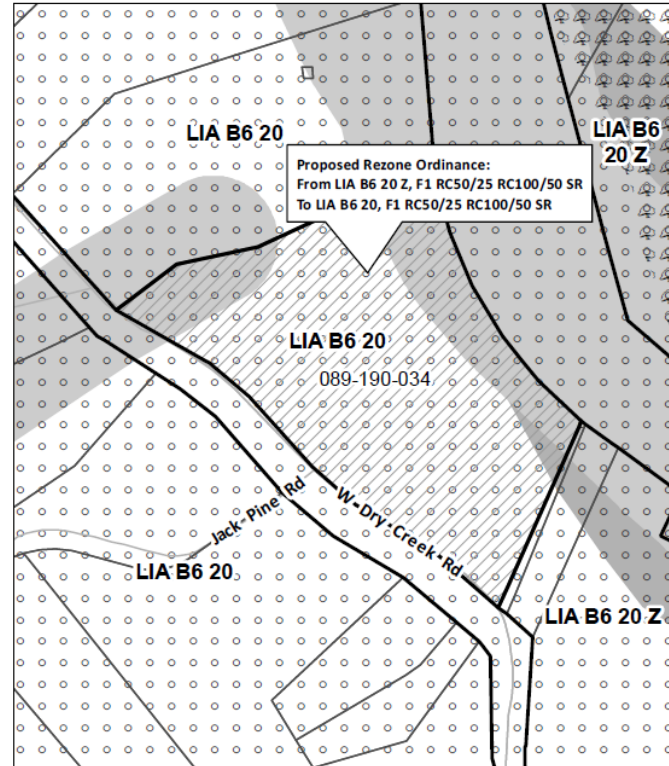 LIA B6 20
LIA B6
20 Z
Proposed Rezone Ordinance:
From LIA B6 20 Z, F1 RC50/25 RC100/50 SR
To LIA B6 20, F1 RC50/25 RC100/50 SR
LIA B6 20
089-190-034
Jack-Pine-Rd
W-Dry-Creek-Rd
LIA B6 20
LIA B6 20 Z